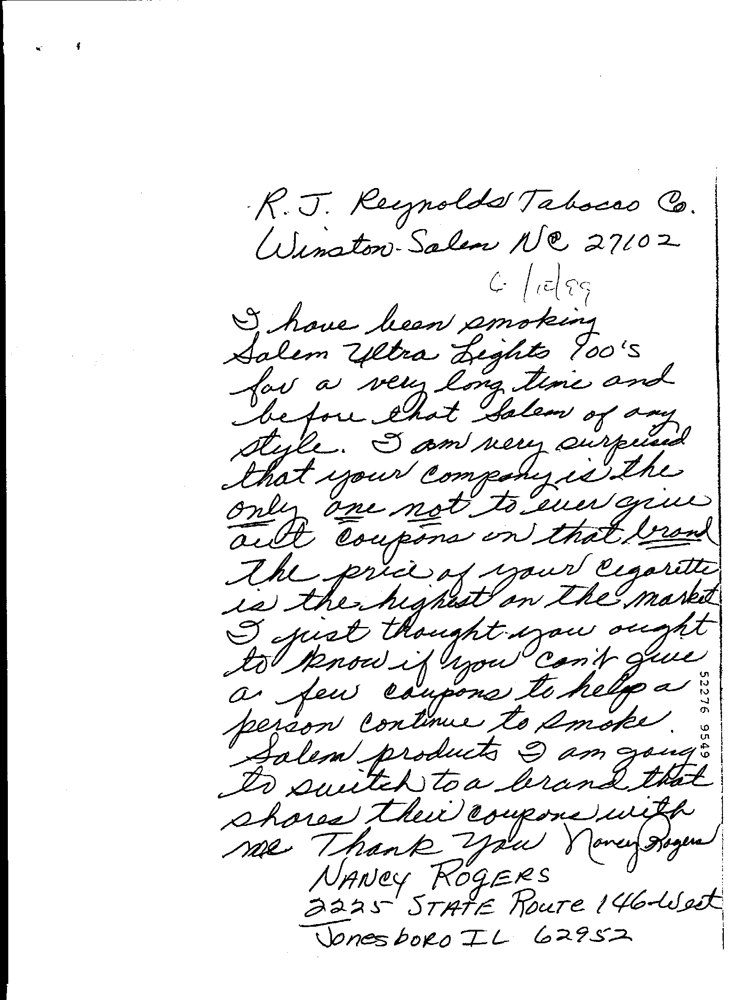 R. J. Reynolds Tabocco Co.
Winston-Salem NC 27102
6/12/99
I have been smoking
Salem Ultra Lights 100's
for a very long time and
before that Salem of any
style. I am very surprised
that your company is the
only one not to ever give
out coupons on that brand
The price of your cegarette
is the highest on the market
I just thought you ought
to know if you can't give
a few coupons to help a
person continue to smoke
Salem products I am going
to switch to a brand that
shares their coupons with
me Thank You Nancy Rogers
NANCY ROGERS
2225 STATE ROUTE 146-West
Jonesboro IL 62952
52276 9549